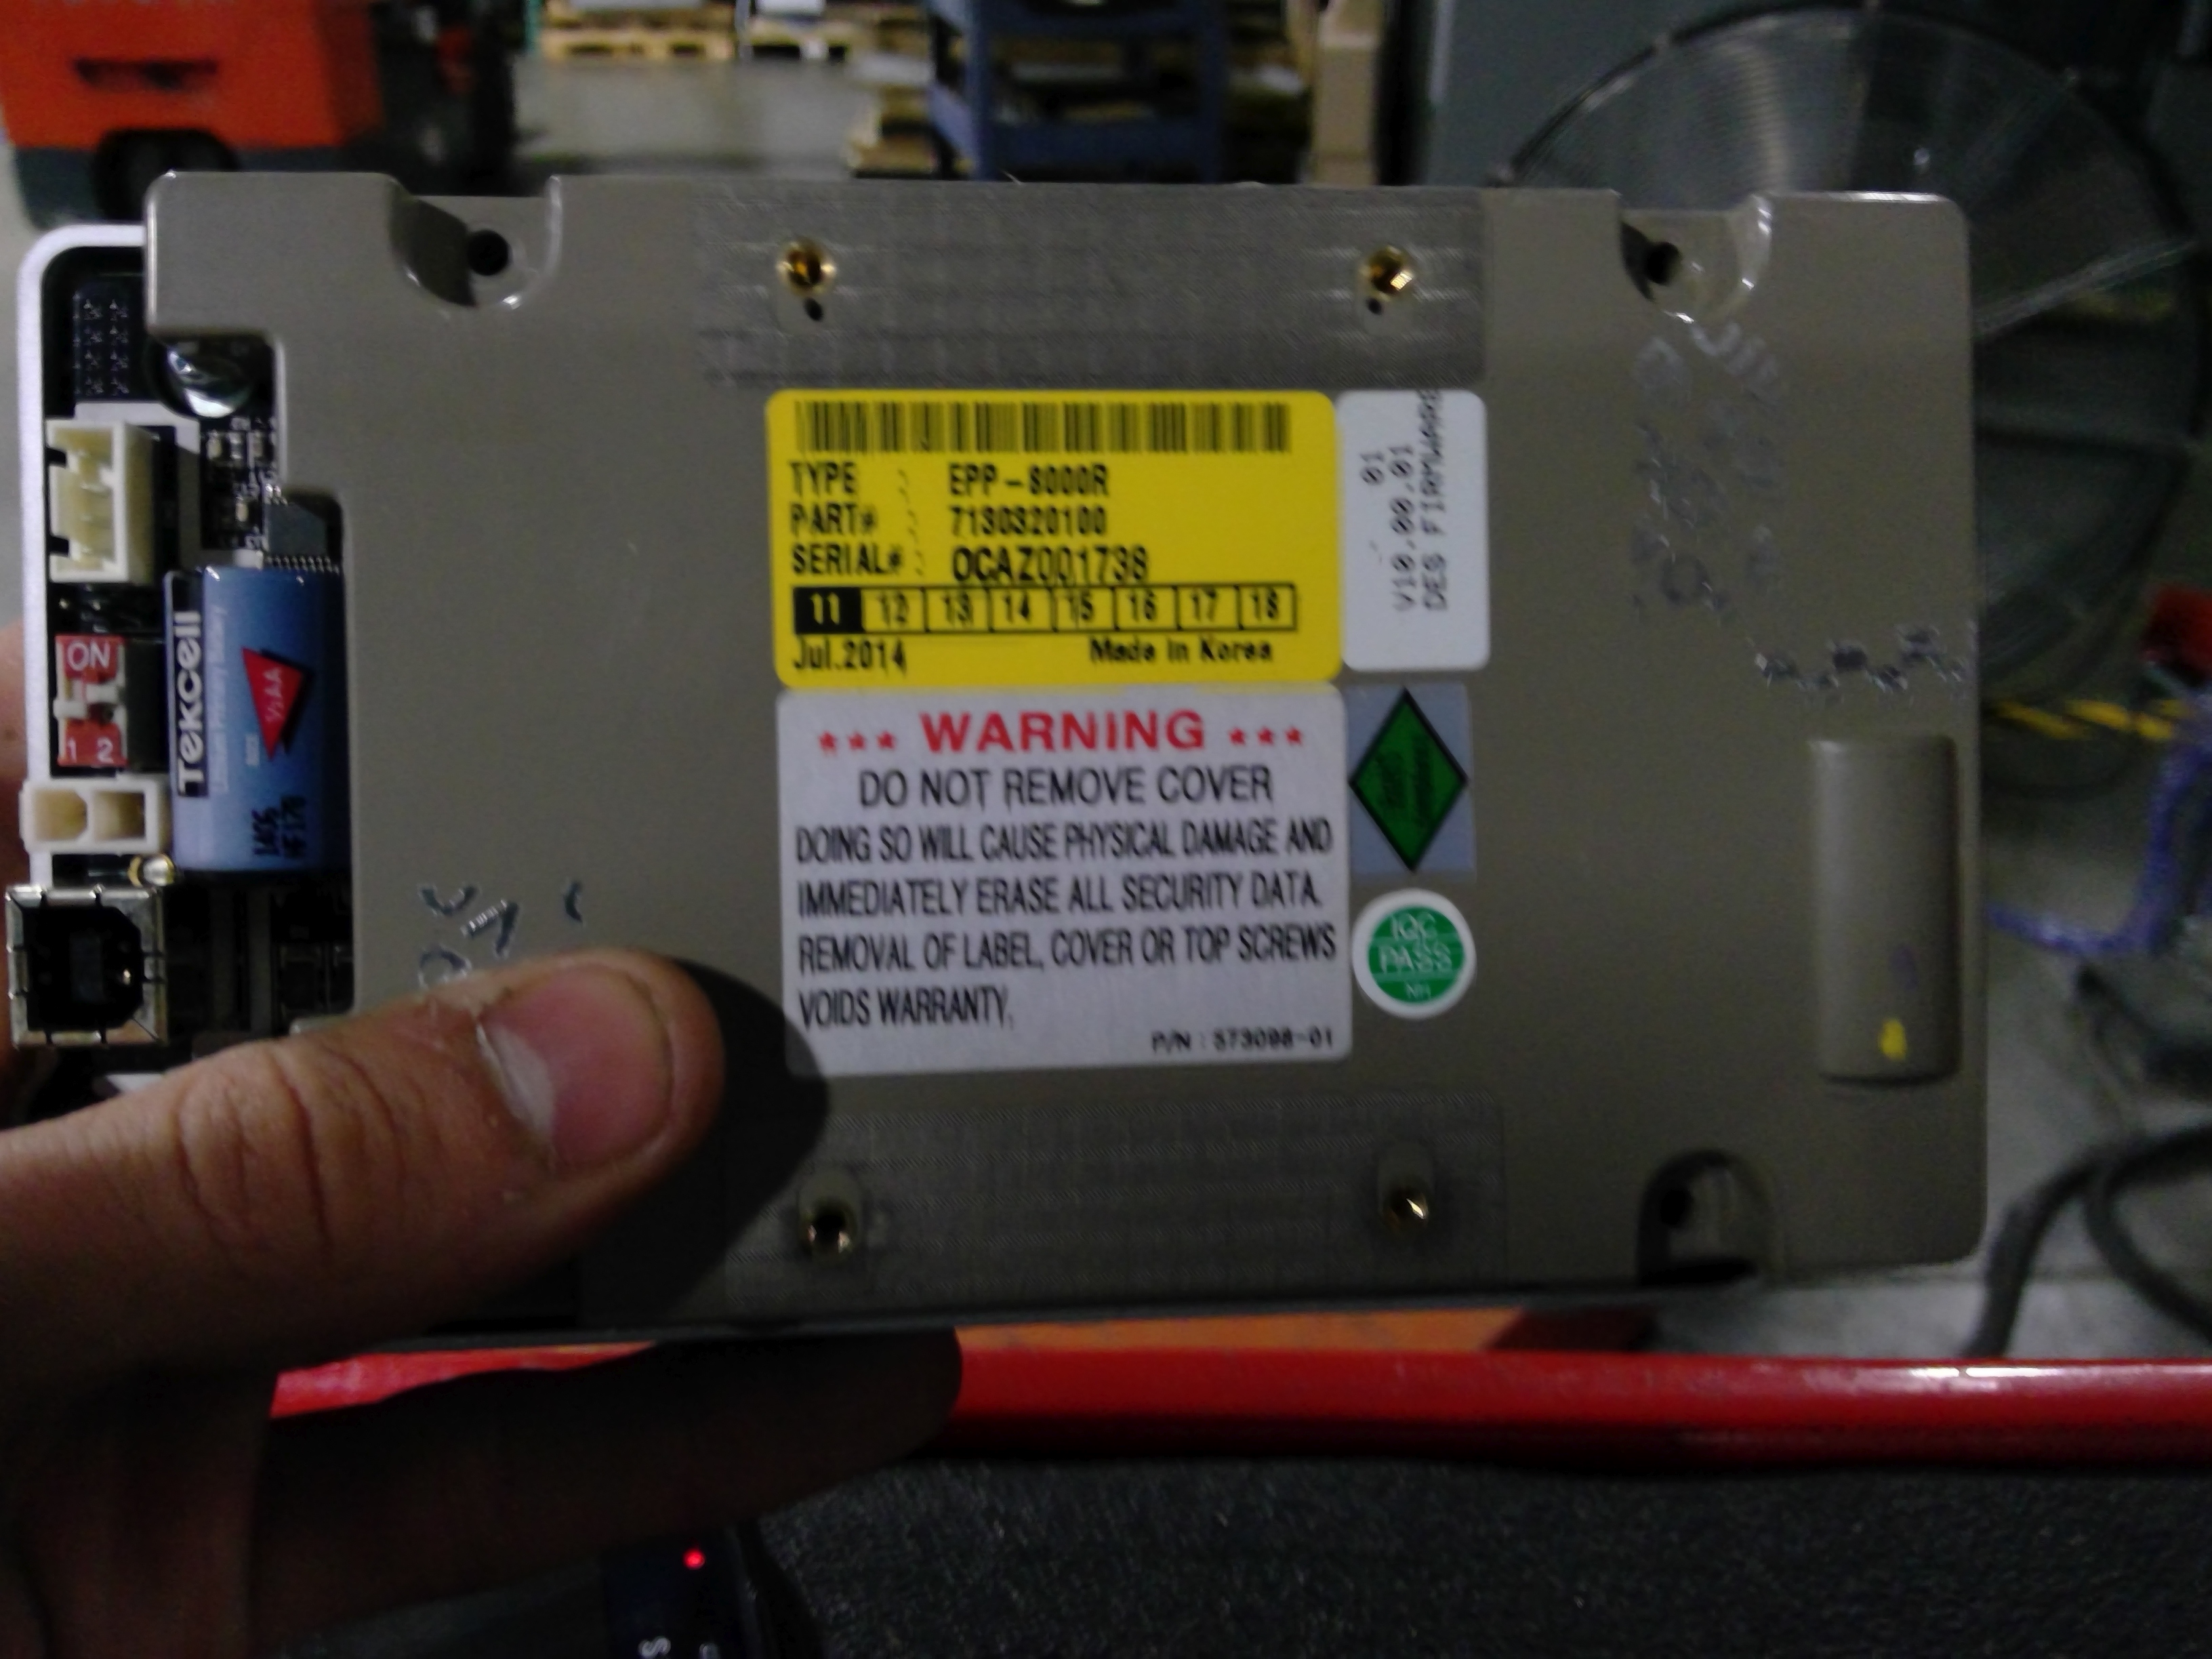 TYPE EPP-8000R
PART# 7130320100
SERIAL# OCAZ001738
11 12 13 14 15 16 17 18
Jul.2014 Made in Korea
01
V10.00.01
DES FIRMWARE
*** WARNING ***
DO NOT REMOVE COVER
DOING SO WILL CAUSE PHYSICAL DAMAGE AND
IMMEDIATELY ERASE ALL SECURITY DATA.
REMOVAL OF LABEL, COVER OR TOP SCREWS
VOIDS WARRANTY.
P/N : 573098-01
IQC
PASS
NH
ON
1 2
Tekcell